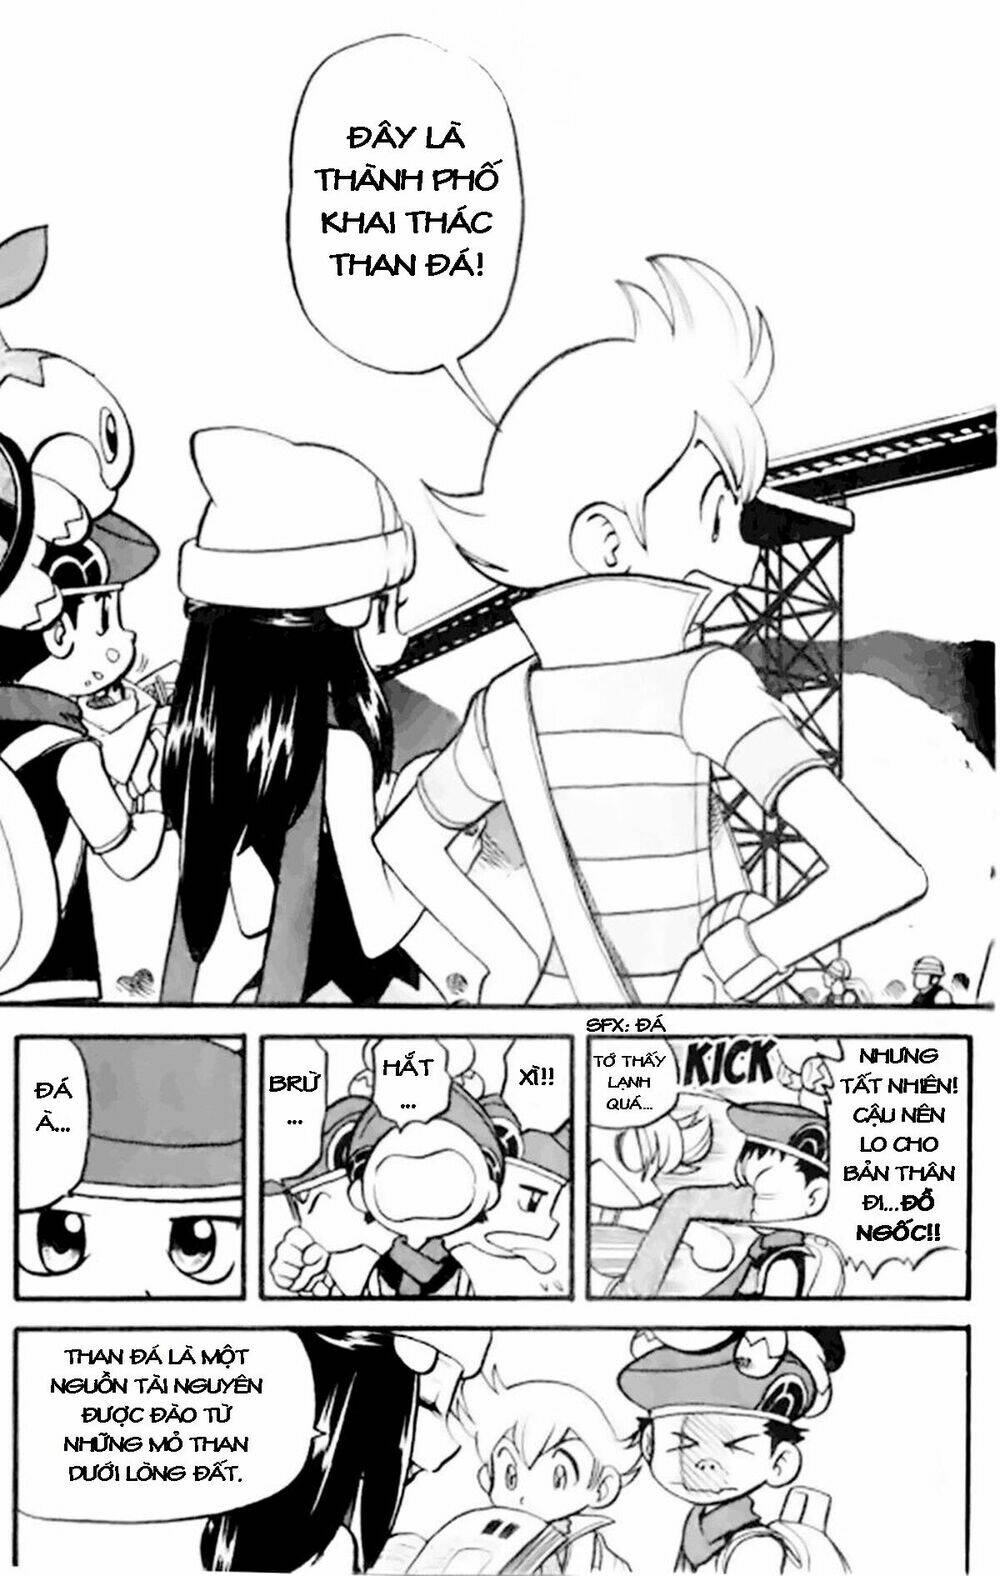 ĐÂY LÀ
THÀNH PHỐ
KHAI THÁC
THAN ĐÁ!
ĐÁ
À...
BRỪ
...
HẮT
...
XÌ!!
SFX: ĐÁ
TỚ THẤY
LẠNH
QUÁ...
KICK
NHƯNG
TẤT NHIÊN!
CẬU NÊN
LO CHO
BẢN THÂN
ĐI...ĐỒ
NGỐC!!
THAN ĐÁ LÀ MỘT
NGUỒN TÀI NGUYÊN
ĐƯỢC ĐÀO TỪ
NHỮNG MỎ THAN
DƯỚI LÒNG ĐẤT.